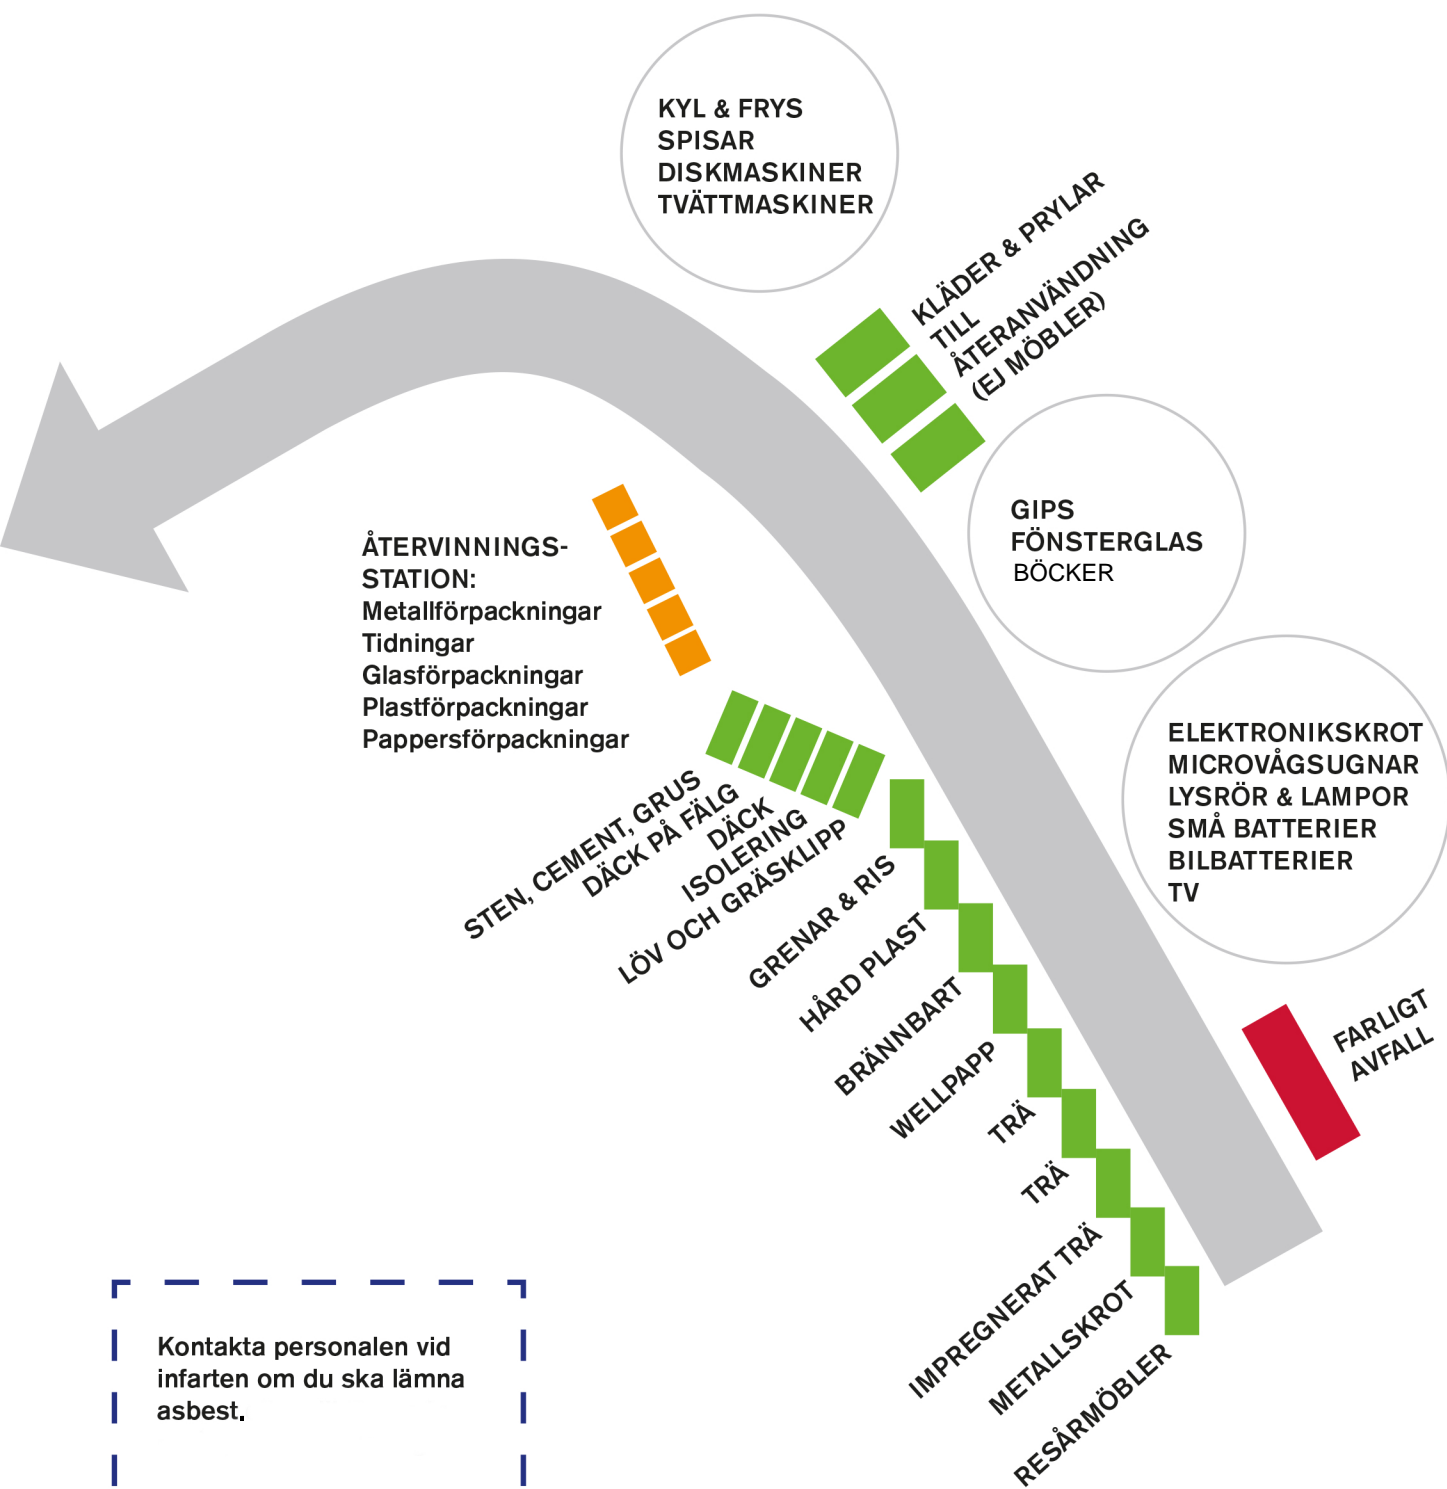 KYL & FRYS
SPISAR
DISKMASKINER
TVÄTTMASKINER
KLÄDER & PRYLAR
TILL
ÅTERANVÄNDNING
(EJ MÖBLER)
GIPS
FÖNSTERGLAS
BÖCKER
ÅTERVINNINGS-
STATION:
Metallförpackningar
Tidningar
Glasförpackningar
Plastförpackningar
Pappersförpackningar
ELEKTRONIKSKROT
MICROVÅGSUGNAR
LYSRÖR & LAMPOR
SMÅ BATTERIER
BILBATTERIER
TV
STEN, CEMENT, GRUS
DÄCK PÅ FÄLG
DÄCK
ISOLERING
LÖV OCH GRÄSKLIPP
GRENAR & RIS
HÅRD PLAST
BRÄNNBART
WELLPAPP
TRÄ
TRÄ
IMPREGNERAT TRÄ
METALLSKROT
RESÅRMÖBLER
FARLIGT
AVFALL
Kontakta personalen vid
infarten om du ska lämna
asbest.